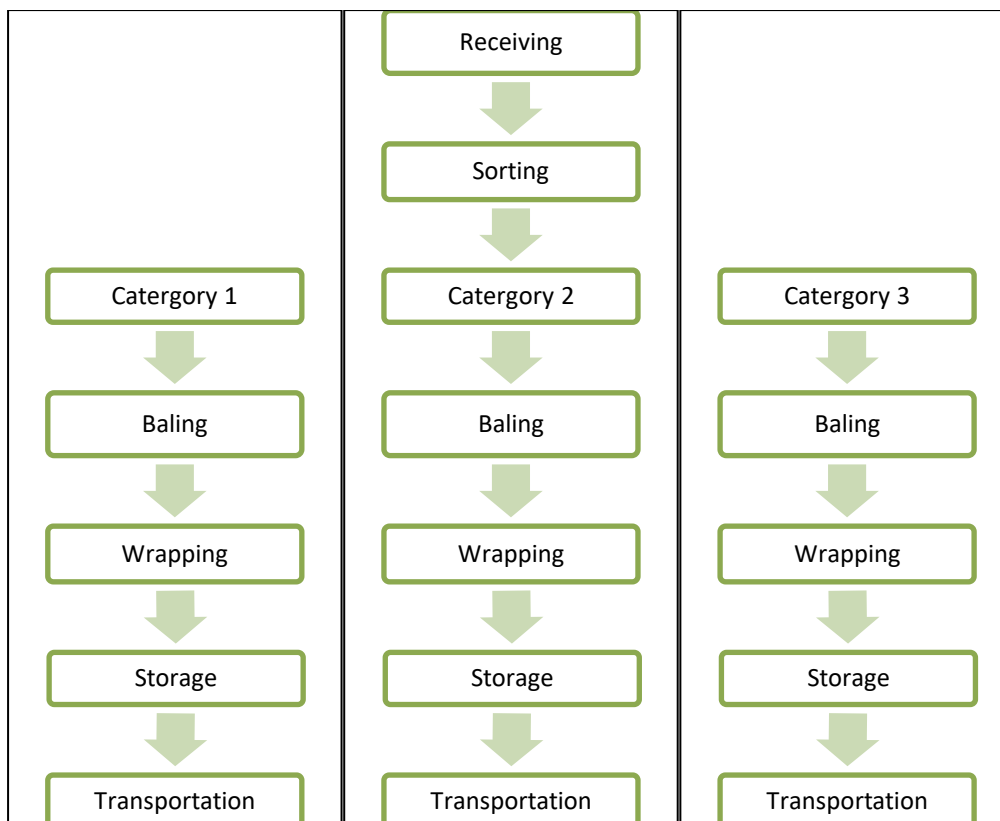 Receiving
Sorting
Catergory 1
Catergory 2
Catergory 3
Baling
Baling
Baling
Wrapping
Wrapping
Wrapping
Storage
Storage
Storage
Transportation
Transportation
Transportation